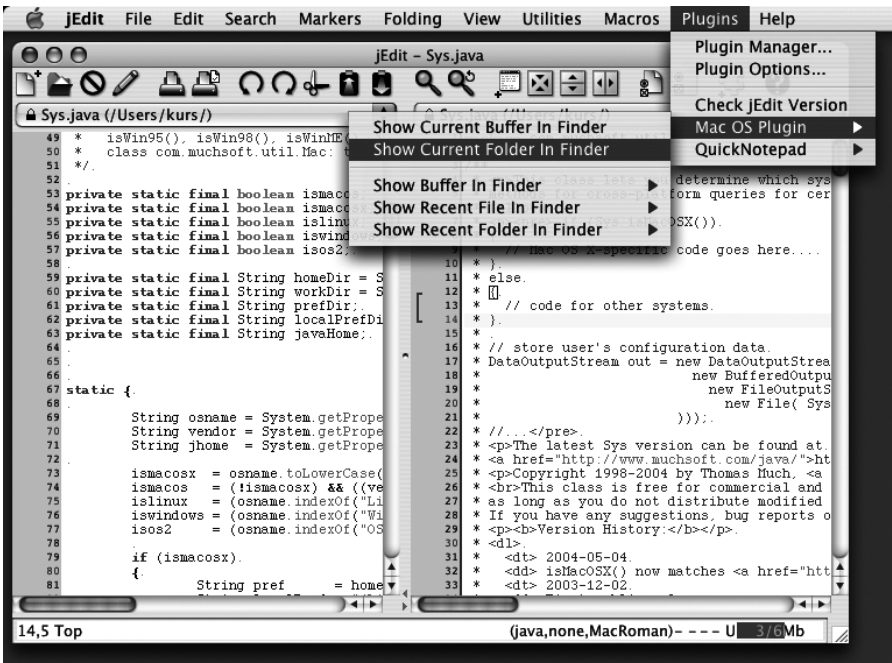 jEdit File Edit Search Markers Folding View Utilities Macros Plugins Help
jEdit – Sys.java
Plugin Manager...
Plugin Options...
Check jEdit Version
Mac OS Plugin
QuickNotepad
Show Current Buffer In Finder
Show Current Folder In Finder
Show Buffer In Finder
Show Recent File In Finder
Show Recent Folder In Finder
Sys.java (/Users/kurs/)
49 * isWin95(), isWin98(), isWinME(
50 * class com.muchsoft.util.Mac: t
51 */.
52 .
53 private static final boolean ismacos;
54 private static final boolean ismacosx
55 private static final boolean islinux;
56 private static final boolean iswindows
57 private static final boolean isos2;.
58 .
59 private static final String homeDir = S
60 private static final String workDir = S
61 private static final String prefDir;.
62 private static final String localPrefDi
63 private static final String javaHome;.
64 .
65 .
66 .
67 static {.
68 .
69 String osname = System.getPrope
70 String vendor = System.getPrope
71 String jhome = System.getPrope
72 .
73 ismacosx = osname.toLowerCase(
74 ismacos = (!ismacosx) && ((ve
75 islinux = (osname.indexOf("Li
76 iswindows = (osname.indexOf("Wi
77 isos2 = (osname.indexOf("OS
78 .
79 if (ismacosx).
80 {.
81 String pref = home
Sys.java (/Users/kurs/)
determine which sys
form queries for cer
OSX()).
// Mac OS X-specific code goes here....
10 * }.
11 * else.
12 * {.
13 * // code for other systems.
14 * }.
15 * .
16 * // store user's configuration data.
17 * DataOutputStream out = new DataOutputStrea
18 * new BufferedOutpu
19 * new FileOutputS
20 * new File( Sys
21 * )));.
22 * //...</pre>.
23 * <p>The latest Sys version can be found at.
24 * <a href="http://www.muchsoft.com/java/">ht
25 * <p>Copyright 1998-2004 by Thomas Much, <a
26 * <br>This class is free for commercial and
27 * as long as you do not distribute modified
28 * If you have any suggestions, bug reports o
29 * <p><b>Version History:</b></p>.
30 * <dl>.
31 * <dt> 2004-05-04.
32 * <dd> isMacOSX() now matches <a href="htt
33 * <dt> 2003-12-02.
14,5 Top
(java,none,MacRoman)- - - - U 3/6Mb